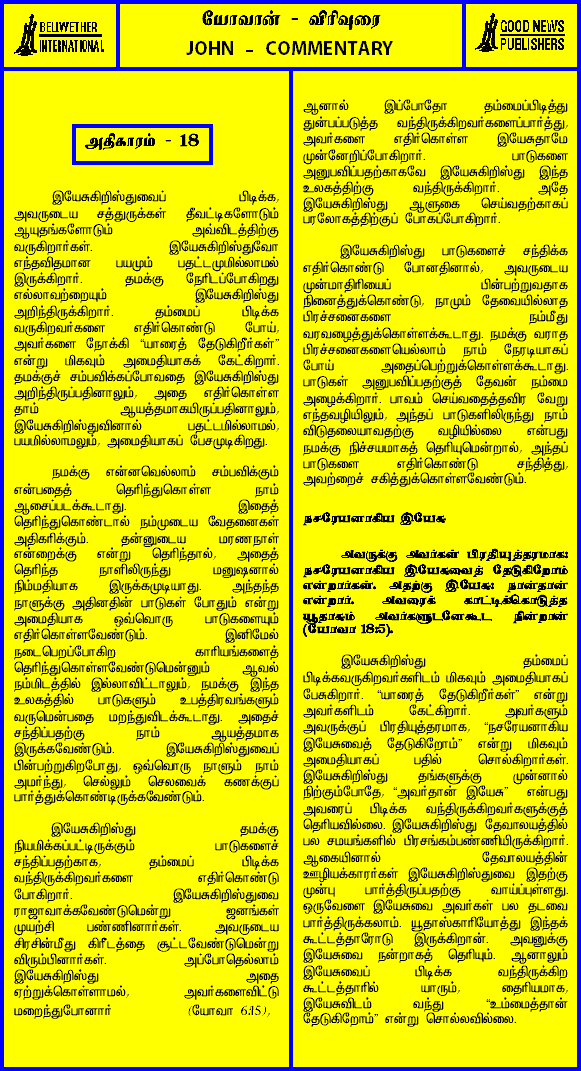 BELLWETHER
INTERNATIONAL
யோவான் - விரிவுரை
JOHN - COMMENTARY
GOOD NEWS
PUBLISHERS
அதிகாரம் - 18
இயேசுகிறிஸ்துவைப் பிடிக்க,
அவருடைய சத்துருக்கள் தீவட்டிகளோடும்
ஆயுதங்களோடும் அவ்விடத்திற்கு
வருகிறார்கள். இயேசுகிறிஸ்துவோ
எந்தவிதமான பயமும் பதட்டமுமில்லாமல்
இருக்கிறார். தமக்கு நேரிடப்போகிறது
எல்லாவற்றையும் இயேசுகிறிஸ்து
அறிந்திருக்கிறார். தம்மைப் பிடிக்க
வருகிறவர்களை எதிர்கொண்டு போய்,
அவர்களை நோக்கி “யாரைத் தேடுகிறீர்கள்”
என்று மிகவும் அமைதியாகக் கேட்கிறார்.
தமக்குச் சம்பவிக்கப்போவதை இயேசுகிறிஸ்து
அறிந்திருப்பதினாலும், அதை எதிர்கொள்ள
தாம் ஆயத்தமாகயிருப்பதினாலும்,
இயேசுகிறிஸ்துவினால் பதட்டமில்லாமல்,
பயமில்லாமலும், அமைதியாகப் பேசமுடிகிறது.
நமக்கு என்னவெல்லாம் சம்பவிக்கும்
என்பதைத் தெரிந்துகொள்ள நாம்
ஆசைப்படக்கூடாது. இதைத்
தெரிந்துகொண்டால் நம்முடைய வேதனைகள்
அதிகரிக்கும். தன்னுடைய மரணநாள்
என்றைக்கு என்று தெரிந்தால், அதைத்
தெரிந்த நாளிலிருந்து மனுஷனால்
நிம்மதியாக இருக்கமுடியாது. அந்தந்த
நாளுக்கு அதினதின் பாடுகள் போதும் என்று
அமைதியாக ஒவ்வொரு பாடுகளையும்
எதிர்கொள்ளவேண்டும். இனிமேல்
நடைபெறப்போகிற காரியங்களைத்
தெரிந்துகொள்ளவேண்டுமென்னும் ஆவல்
நம்மிடத்தில் இல்லாவிட்டாலும், நமக்கு இந்த
உலகத்தில் பாடுகளும் உபத்திரவங்களும்
வருமென்பதை மறந்துவிடக்கூடாது. அதைச்
சந்திப்பதற்கு நாம் ஆயத்தமாக
இருக்கவேண்டும். இயேசுகிறிஸ்துவைப்
பின்பற்றுகிறபோது, ஒவ்வொரு நாளும் நாம்
அமர்ந்து, செல்லும் செலவைக் கணக்குப்
பார்த்துக்கொண்டிருக்கவேண்டும்.
இயேசுகிறிஸ்து தமக்கு
நியமிக்கப்பட்டிருக்கும் பாடுகளைச்
சந்திப்பதற்காக, தம்மைப் பிடிக்க
வந்திருக்கிறவர்களை எதிர்கொண்டு
போகிறார். இயேசுகிறிஸ்துவை
ராஜாவாக்கவேண்டுமென்று ஜனங்கள்
முயற்சி பண்ணினார்கள். அவருடைய
சிரசின்மீது கிரீடத்தை சூட்டவேண்டுமென்று
விரும்பினார்கள். அப்போதெல்லாம்
இயேசுகிறிஸ்து அதை
ஏற்றுக்கொள்ளாமல், அவர்களைவிட்டு
மறைந்துபோனார் (யோவா 6:15),
ஆனால் இப்போதோ தம்மைப்பிடித்து
துன்பப்படுத்த வந்திருக்கிறவர்களைப்பார்த்து,
அவர்களை எதிர்கொள்ள இயேசுதாமே
முன்னேறிப்போகிறார். பாடுகளை
அனுபவிப்பதற்காகவே இயேசுகிறிஸ்து இந்த
உலகத்திற்கு வந்திருக்கிறார். அதே
இயேசுகிறிஸ்து ஆளுகை செய்வதற்காகப்
பரலோகத்திற்குப் போகப்போகிறார்.
இயேசுகிறிஸ்து பாடுகளைச் சந்திக்க
எதிர்கொண்டு போனதினால், அவருடைய
முன்மாதிரியைப் பின்பற்றுவதாக
நினைத்துக்கொண்டு, நாமும் தேவையில்லாத
பிரச்சனைகளை நம்மீது
வரவழைத்துக்கொள்ளக்கூடாது. நமக்கு வராத
பிரச்சனைகளையெல்லாம் நாம் நேரடியாகப்
போய் அதைப்பெற்றுக்கொள்ளக்கூடாது.
பாடுகள் அனுபவிப்பதற்குத் தேவன் நம்மை
அழைக்கிறார். பாவம் செய்வதைத்தவிர வேறு
எந்தவழியிலும், அந்தப் பாடுகளிலிருந்து நாம்
விடுதலையாவதற்கு வழியில்லை என்பது
நமக்கு நிச்சயமாகத் தெரியுமென்றால், அந்தப்
பாடுகளை எதிர்கொண்டு சந்தித்து,
அவற்றைச் சகித்துக்கொள்ளவேண்டும்.
நசரேயனாகிய இயேசு
அவருக்கு அவர்கள் பிரதியுத்தரமாக:
நசரேயனாகிய இயேசுவைத் தேடுகிறோம்
என்றார்கள். அதற்கு இயேசு: நான்தான்
என்றார். அவரைக் காட்டிக்கொடுத்த
யூதாசும் அவர்களுடனேகூட நின்றான்
(யோவா 18:5).
இயேசுகிறிஸ்து தம்மைப்
பிடிக்கவருகிறவர்களிடம் மிகவும் அமைதியாகப்
பேசுகிறார். “யாரைத் தேடுகிறீர்கள்” என்று
அவர்களிடம் கேட்கிறார். அவர்களும்
அவருக்குப் பிரதியுத்தரமாக, “நசரேயனாகிய
இயேசுவைத் தேடுகிறோம்” என்று மிகவும்
அமைதியாகப் பதில் சொல்கிறார்கள்.
இயேசுகிறிஸ்து தங்களுக்கு முன்னால்
நிற்கும்போதே, “அவர்தான் இயேசு” என்பது
அவரைப் பிடிக்க வந்திருக்கிறவர்களுக்குத்
தெரியவில்லை. இயேசுகிறிஸ்து தேவாலயத்தில்
பல சமயங்களில் பிரசங்கம்பண்ணியிருக்கிறார்.
ஆகையினால் தேவாலயத்தின்
ஊழியக்காரர்கள் இயேசுகிறிஸ்துவை இதற்கு
முன்பு பார்த்திருப்பதற்கு வாய்ப்புள்ளது.
ஒருவேளை இயேசுவை அவர்கள் பல தடவை
பார்த்திருக்கலாம். யூதாஸ்காரியோத்து இந்தக்
கூட்டத்தாரோடு இருக்கிறான். அவனுக்கு
இயேசுவை நன்றாகத் தெரியும். ஆனாலும்
இயேசுவைப் பிடிக்க வந்திருக்கிற
கூட்டத்தாரில் யாரும், தைரியமாக,
இயேசுவிடம் வந்து “உம்மைத்தான்
தேடுகிறோம்” என்று சொல்லவில்லை.